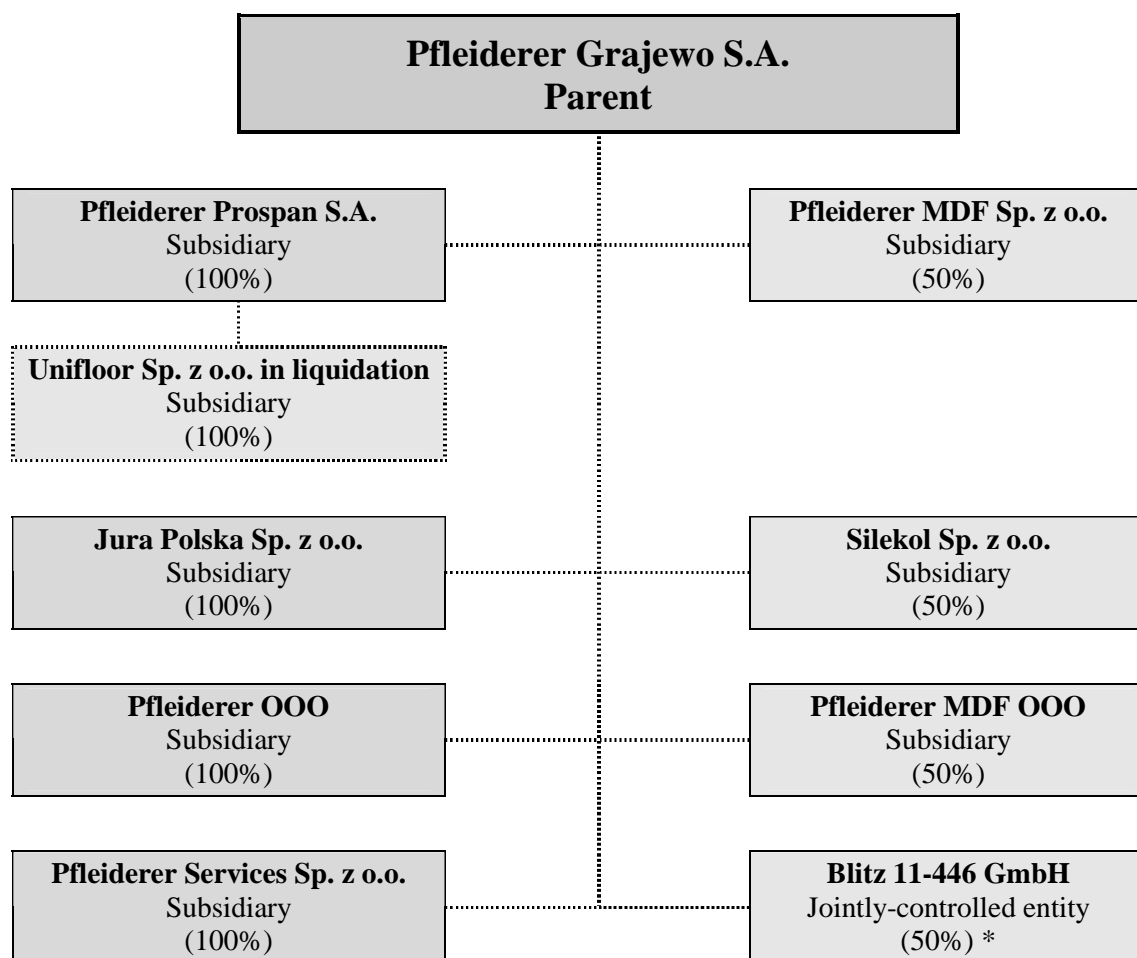 Pfleiderer Grajewo S.A.
Parent
Pfleiderer Prospan S.A.
Subsidiary
(100%)
Pfleiderer MDF Sp. z o.o.
Subsidiary
(50%)
Unifloor Sp. z o.o. in liquidation
Subsidiary
(100%)
Jura Polska Sp. z o.o.
Subsidiary
(100%)
Silekol Sp. z o.o.
Subsidiary
(50%)
Pfleiderer OOO
Subsidiary
(100%)
Pfleiderer MDF OOO
Subsidiary
(50%)
Pfleiderer Services Sp. z o.o.
Subsidiary
(100%)
Blitz 11-446 GmbH
Jointly-controlled entity
(50%) *